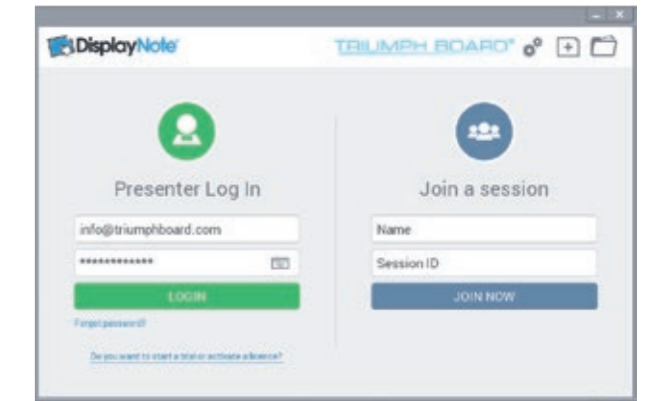 DisplayNote
TRIUMPH BOARD®
Presenter Log In
info@triumphboard.com
************
LOGIN
Forgot password?
Do you want to start a trial or activate a licence?
Join a session
Name
Session ID
JOIN NOW